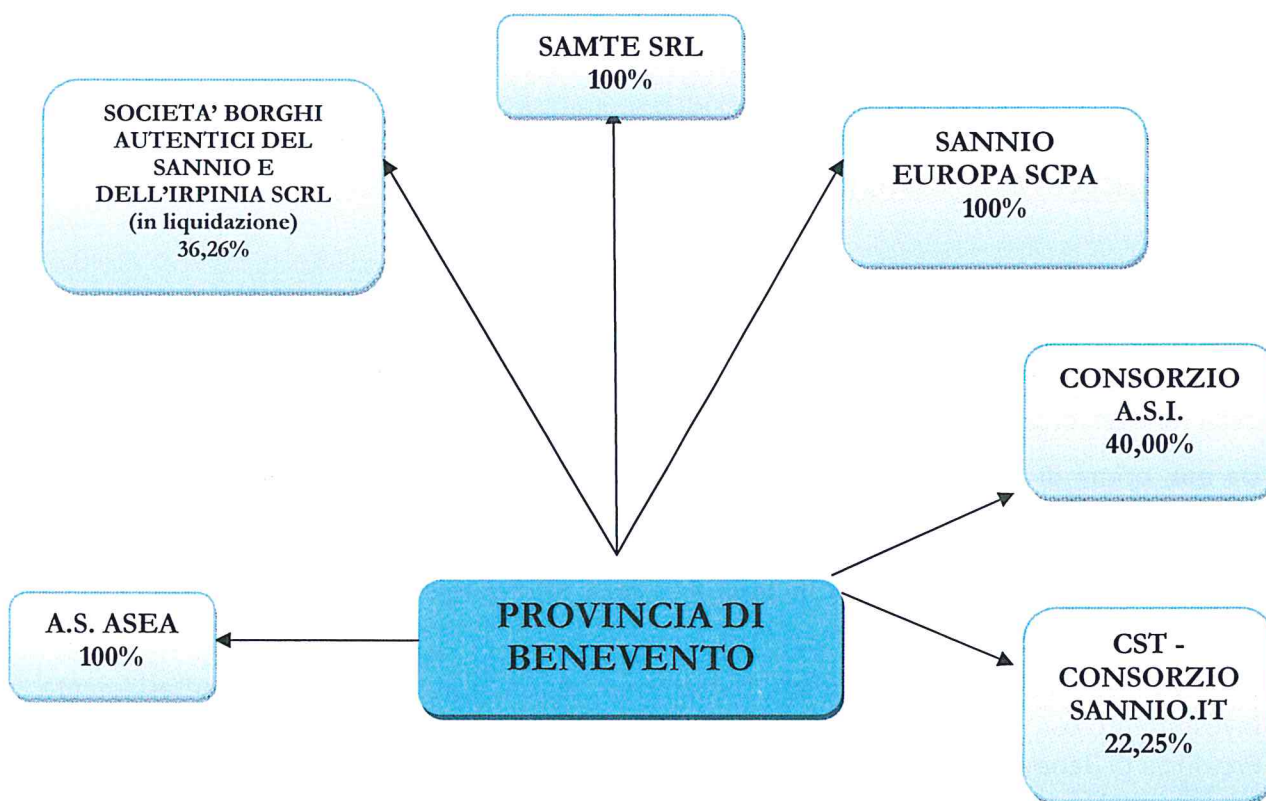 SAMTE SRL
100%
SOCIETA' BORGHI
AUTENTICI DEL
SANNIO E
DELL'IRPINIA SCRL
(in liquidazione)
36,26%
SANNIO
EUROPA SCPA
100%
CONSORZIO
A.S.I.
40,00%
A.S. ASEA
100%
PROVINCIA DI
BENEVENTO
CST -
CONSORZIO
SANNIO.IT
22,25%